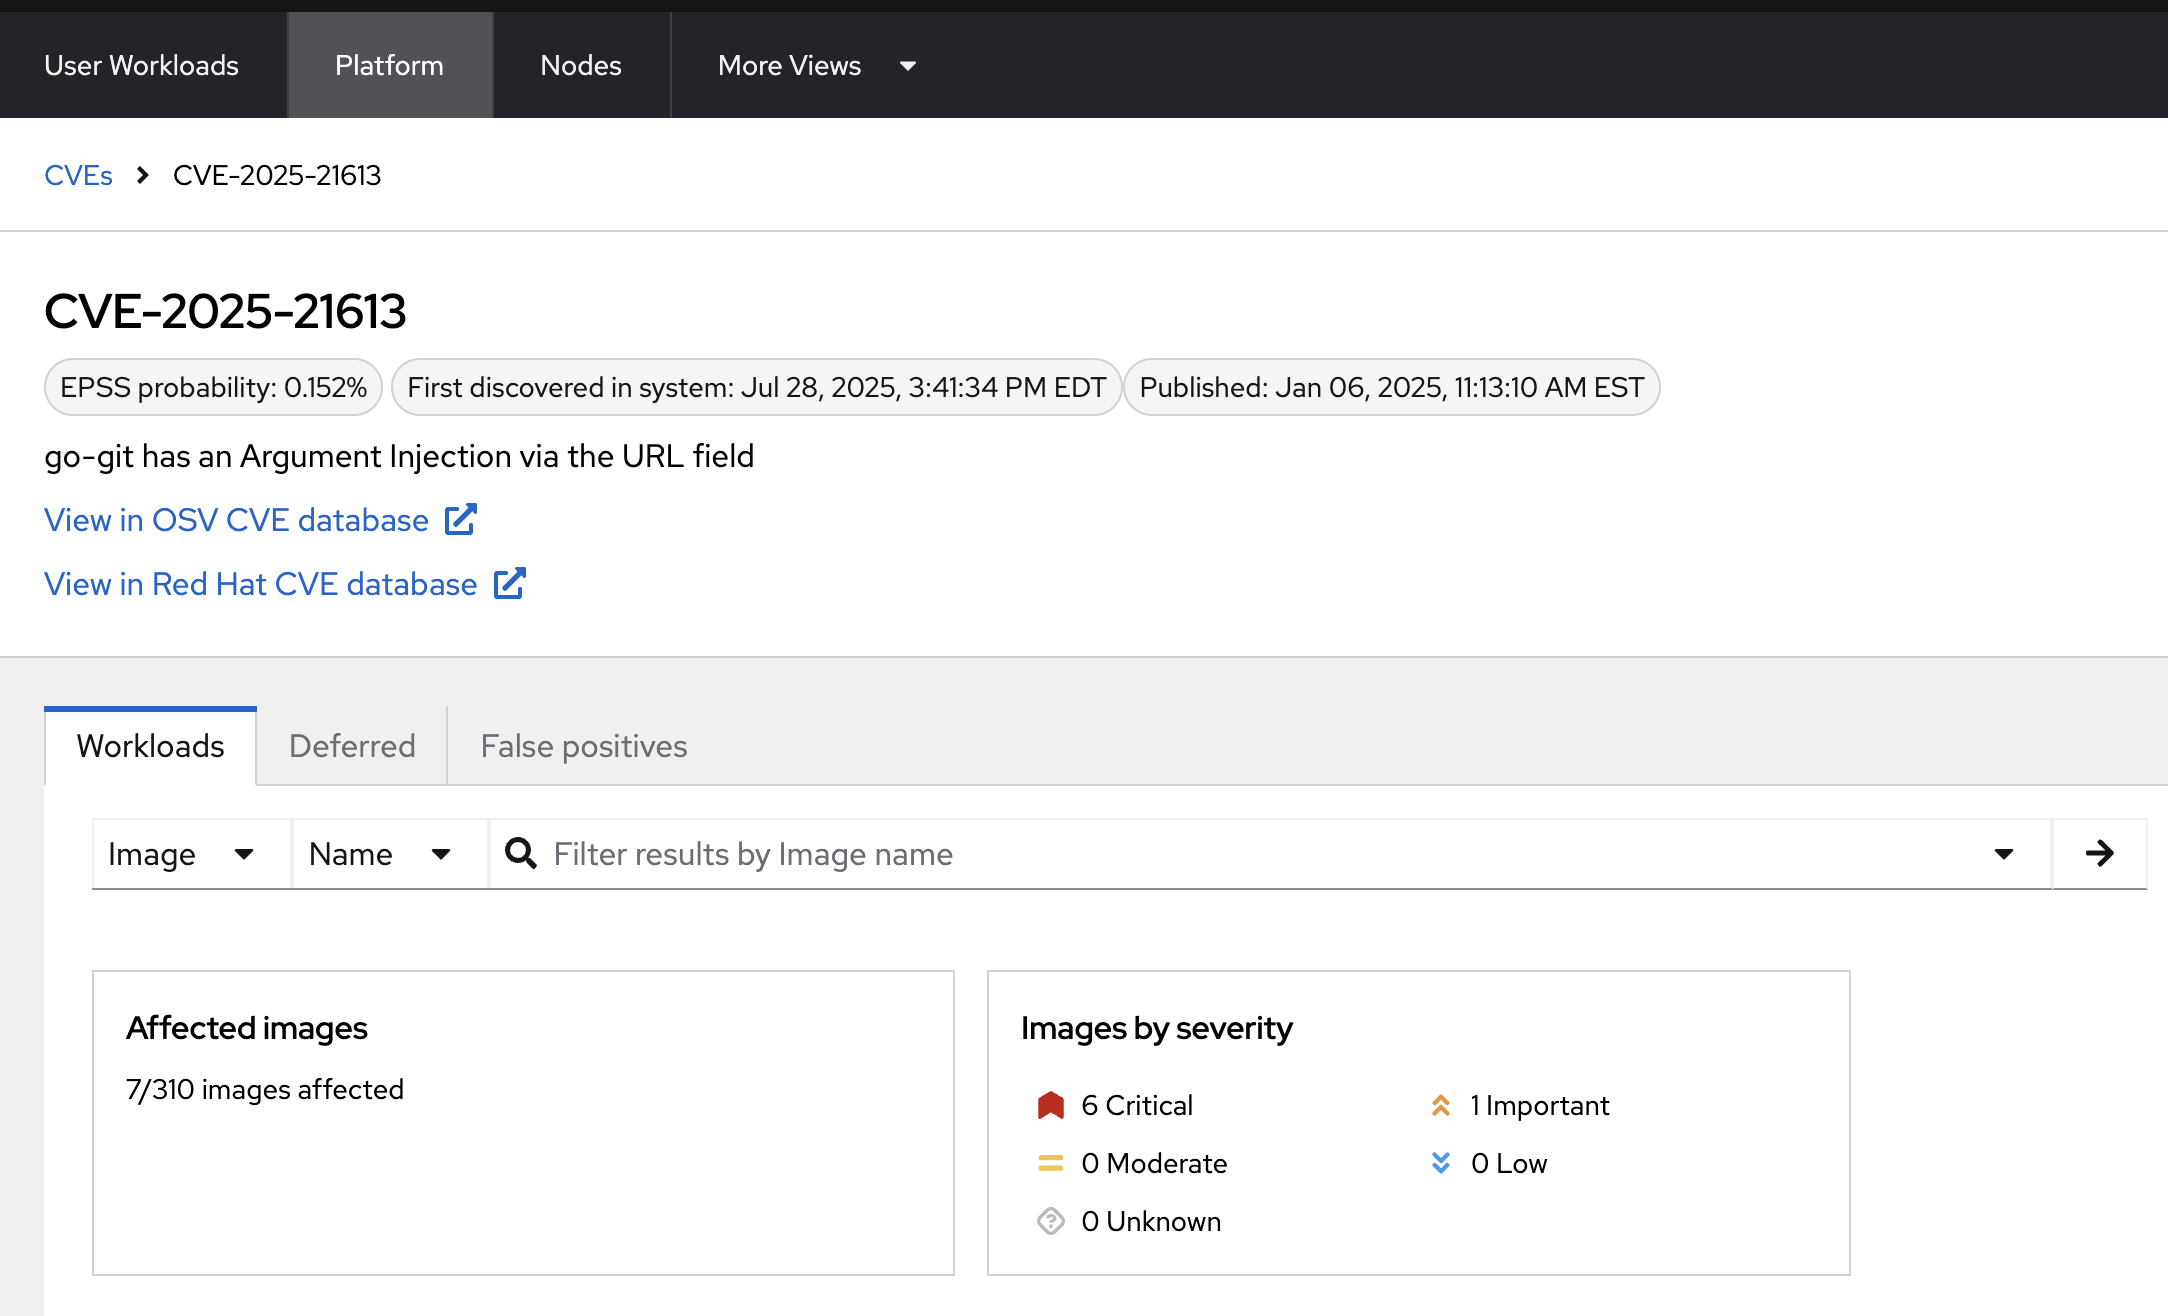 User Workloads Platform Nodes More Views
CVEs CVE-2025-21613
CVE-2025-21613
EPSS probability: 0.152% First discovered in system: Jul 28, 2025, 3:41:34 PM EDT Published: Jan 06, 2025, 11:13:10 AM EST
go-git has an Argument Injection via the URL field
View in OSV CVE database
View in Red Hat CVE database
Workloads Deferred False positives
Image Name Filter results by Image name
Affected images
7/310 images affected
Images by severity
6 Critical 1 Important
0 Moderate 0 Low
0 Unknown